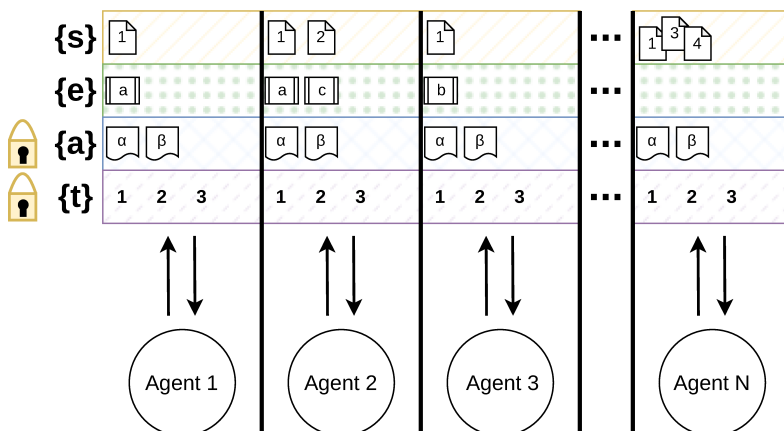 {s} 1 1 2 1 ... 1 3 4
{e} a a c b ...
{a} α β α β α β ... α β
{t} 1 2 3 1 2 3 1 2 3 ... 1 2 3
Agent 1 Agent 2 Agent 3 Agent N